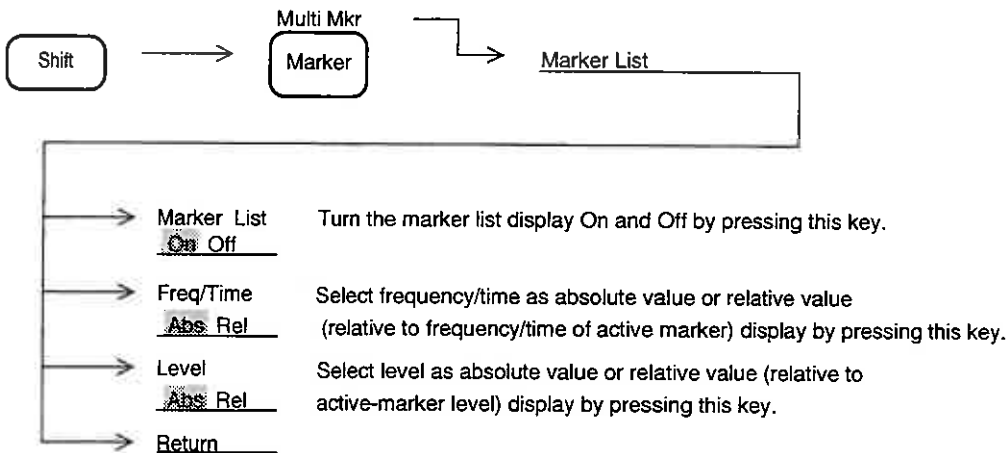 Multi Mkr
Shift
Marker
Marker List
Marker List
On Off
Turn the marker list display On and Off by pressing this key.
Freq/Time
Abs Rel
Select frequency/time as absolute value or relative value
(relative to frequency/time of active marker) display by pressing this key.
Level
Abs Rel
Select level as absolute value or relative value (relative to
active-marker level) display by pressing this key.
Return